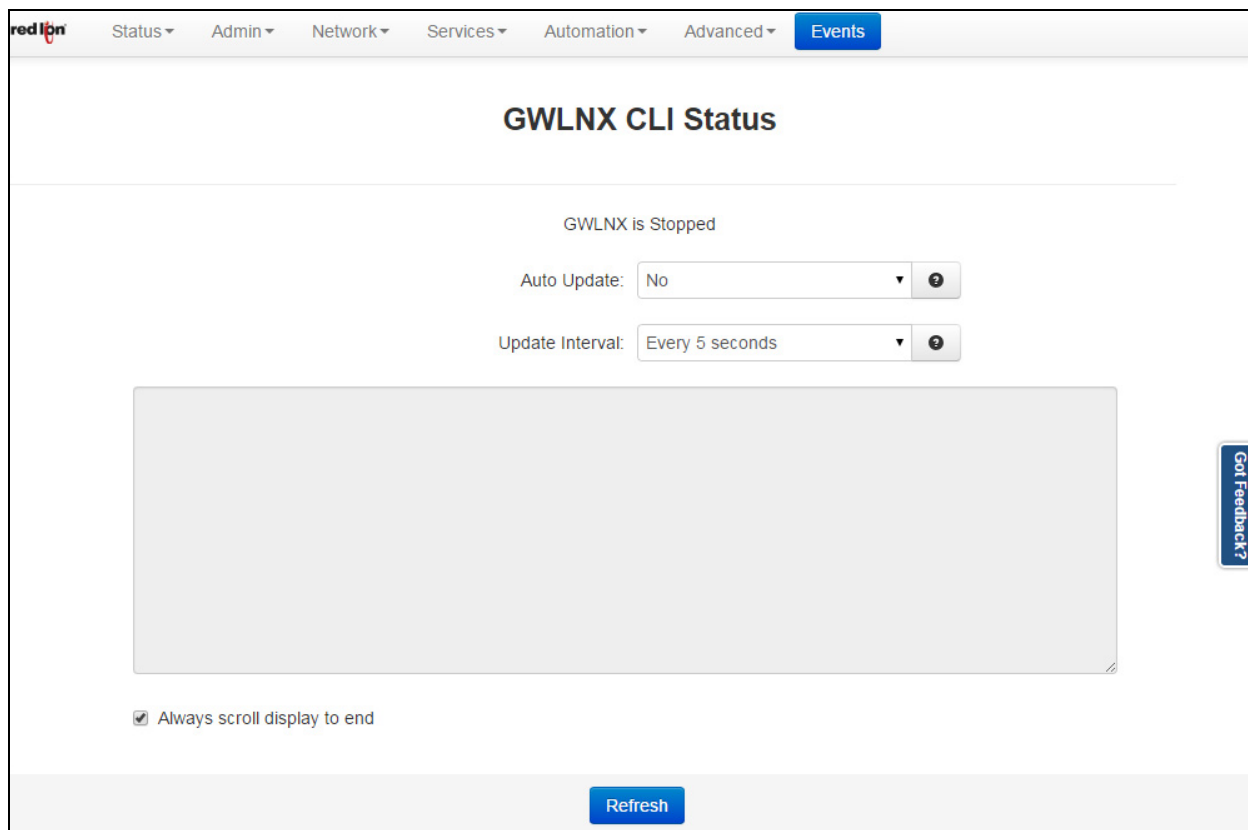 red lion Status Admin Network Services Automation Advanced Events
GWLNX CLI Status
GWLNX is Stopped
Auto Update: No
Update Interval: Every 5 seconds
Got Feedback?
Always scroll display to end
Refresh